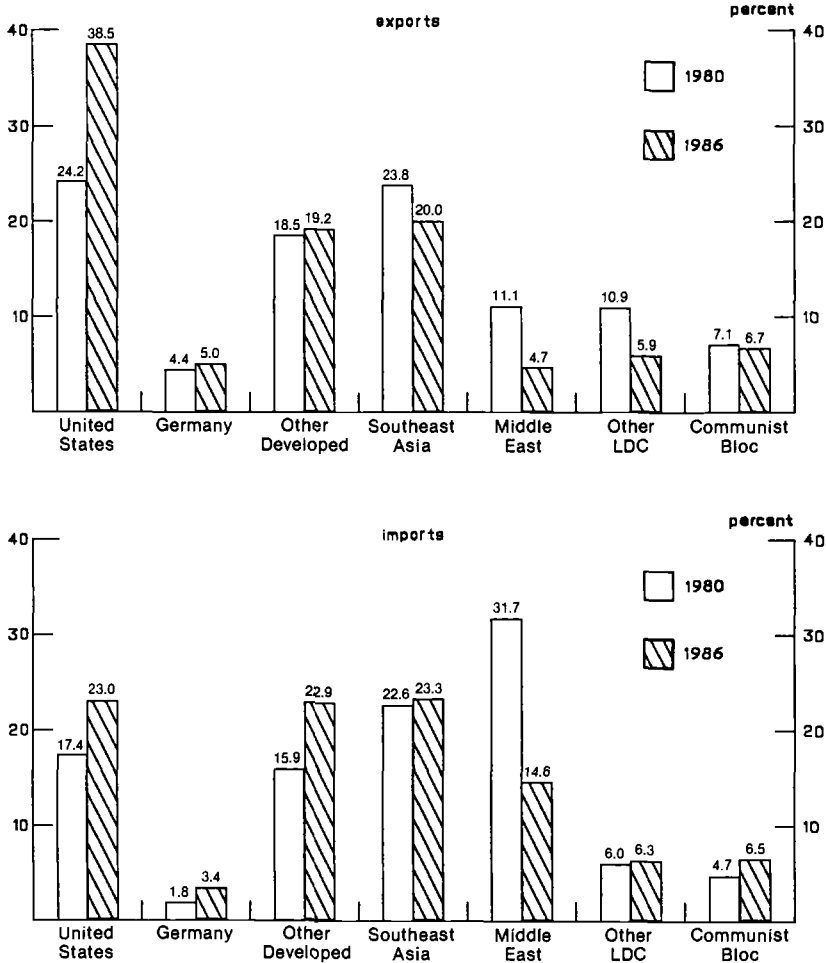 exports
percent
40
38.5
40
1980
30
30
1986
24.2
23.8
20
18.5
19.2
20.0
20
11.1
10.9
10
4.4
5.0
4.7
5.9
7.1
6.7
10
United States
Germany
Other Developed
Southeast Asia
Middle East
Other LDC
Communist Bloc
imports
percent
40
40
1980
31.7
30
30
1986
23.0
22.9
22.6
23.3
20
17.4
15.9
14.6
20
10
1.8
3.4
6.0
6.3
4.7
6.5
10
United States
Germany
Other Developed
Southeast Asia
Middle East
Other LDC
Communist Bloc